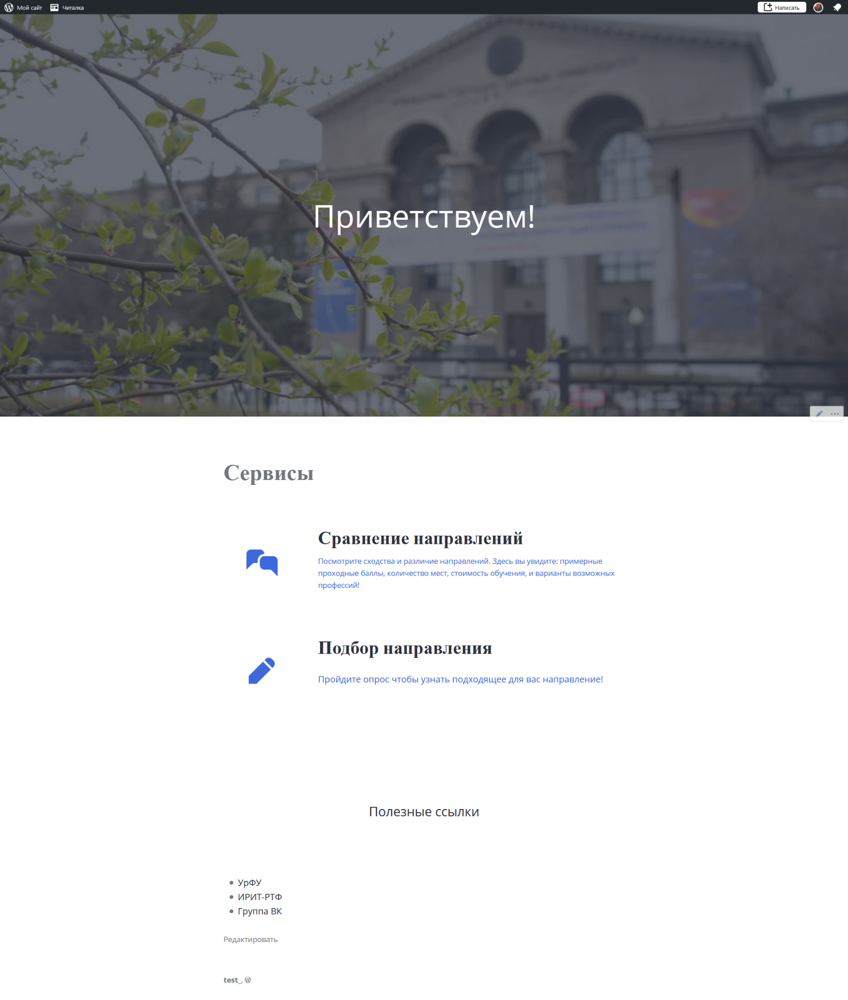 Мой сайт
Читалка
Написать
Приветствуем!
Сервисы
Сравнение направлений
Посмотрите сходства и различие направлений. Здесь вы увидите: примерные
проходные баллы, количество мест, стоимость обучения, и варианты возможных
профессий!
Подбор направления
Пройдите опрос чтобы узнать подходящее для вас направление!
Полезные ссылки
УрФУ
ИРИТ-РТФ
Группа ВК
Редактировать
test_,